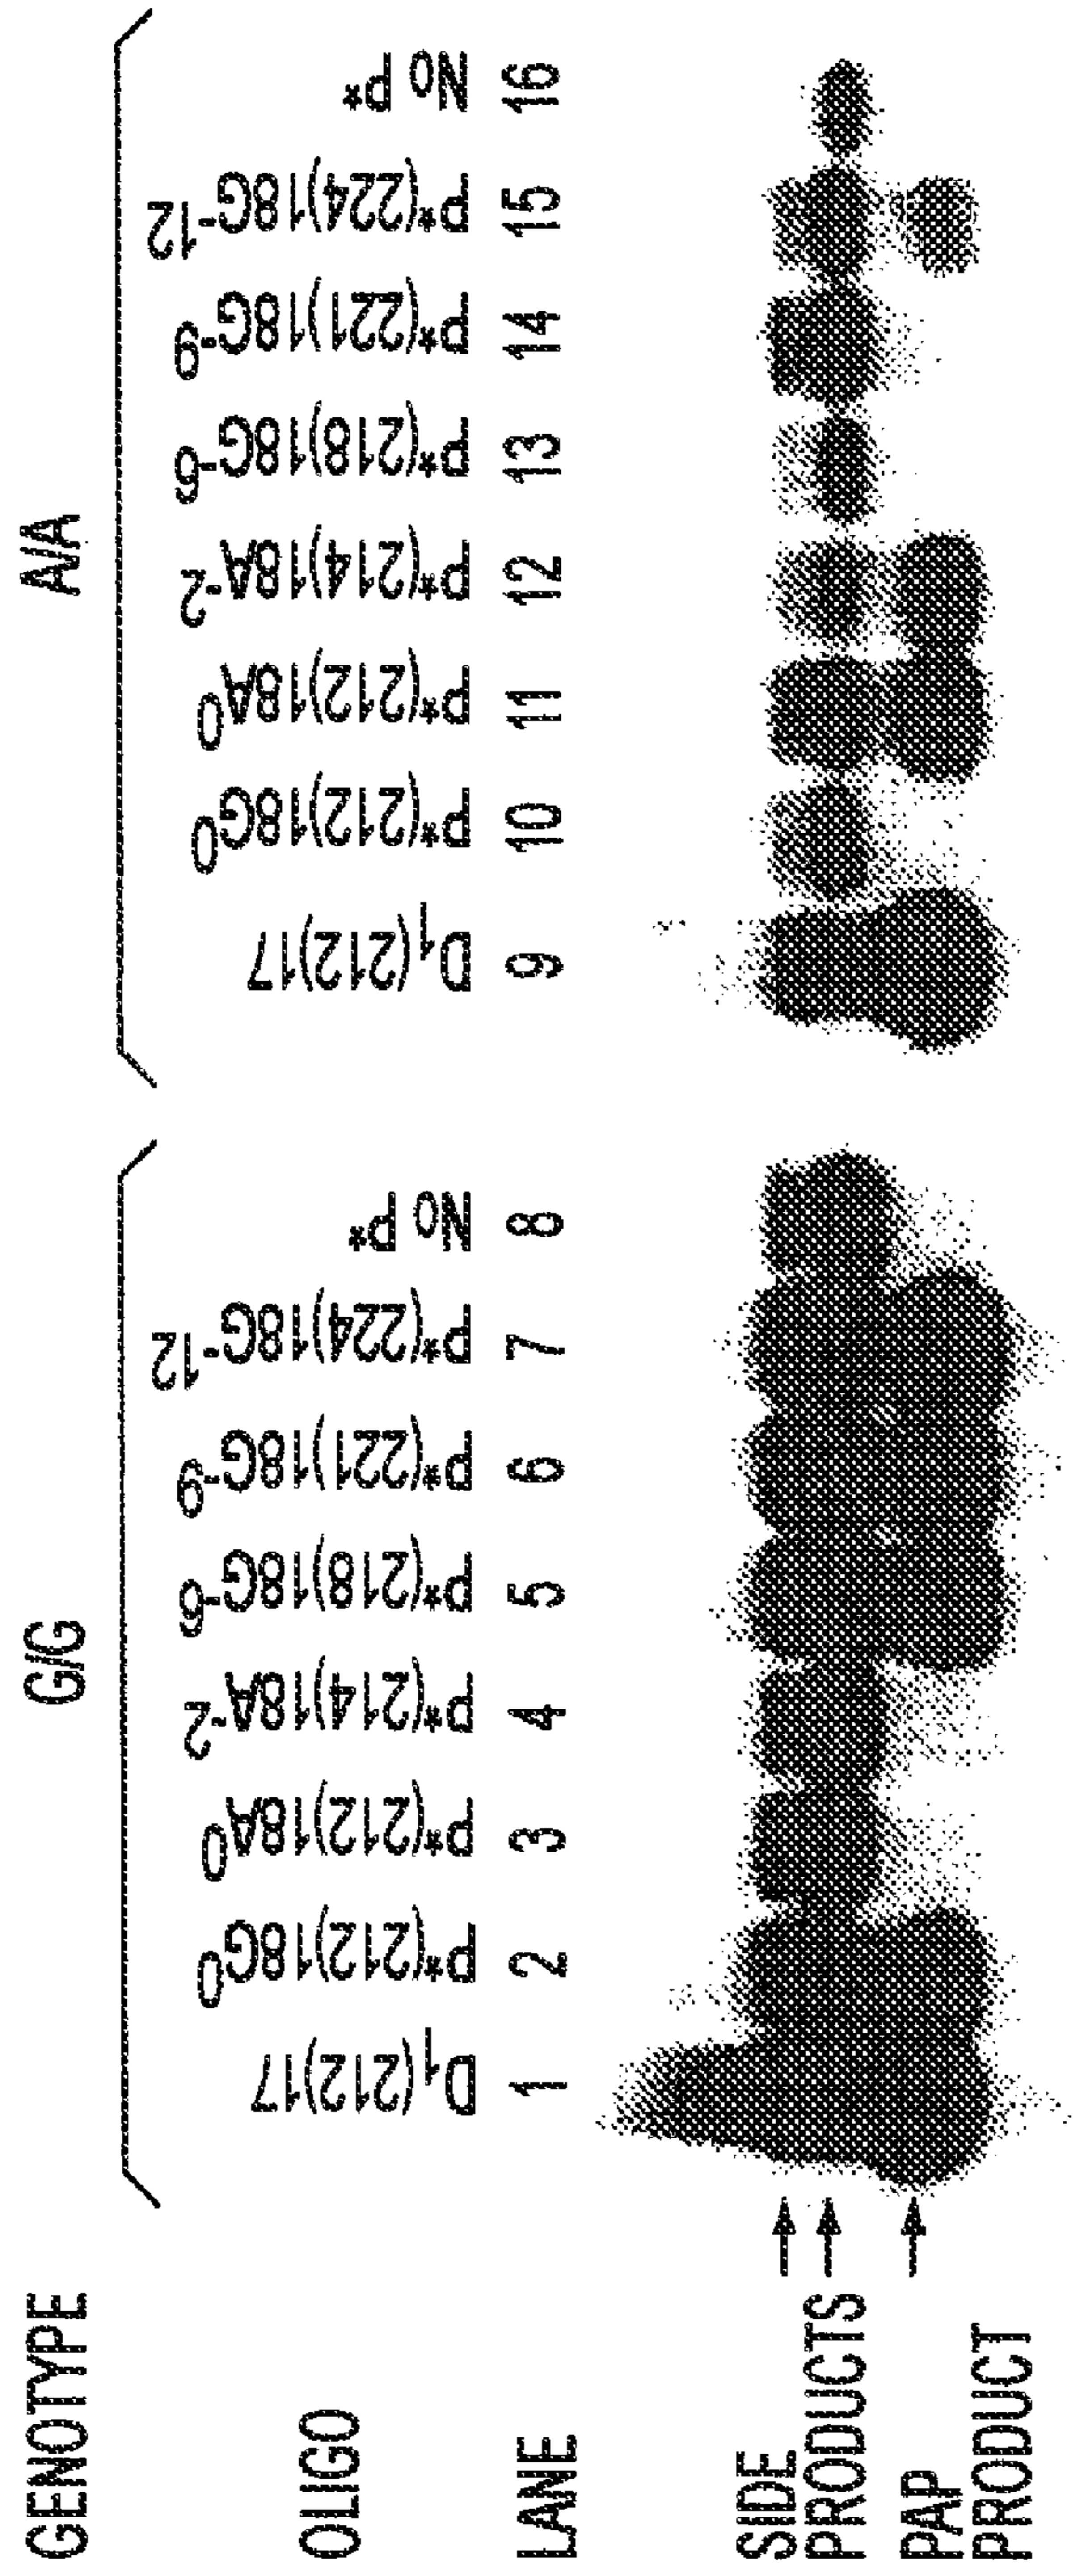 GENOTYPE G/G A/A
OLIGO D1(212)17 P*(212)18G0 P*(212)18A0 P*(214)18A-2 P*(218)18G-6 P*(221)18G-9 P*(224)18G-12 No P* D1(212)17 P*(212)18G0 P*(212)18A0 P*(214)18A-2 P*(218)18G-6 P*(221)18G-9 P*(224)18G-12 No P*
LANE 1 2 3 4 5 6 7 8 9 10 11 12 13 14 15 16
SIDE
PRODUCTS
PAP
PRODUCT